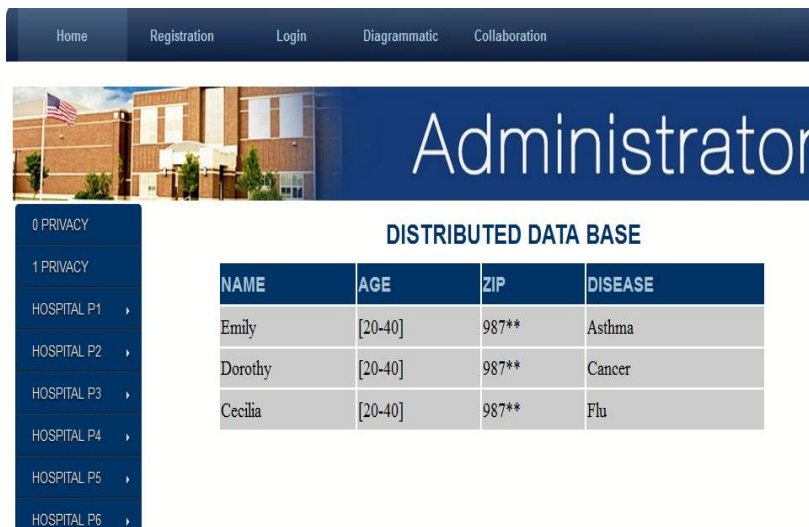 Home Registration Login Diagrammatic Collaboration
Administrator
0 PRIVACY
1 PRIVACY
HOSPITAL P1
HOSPITAL P2
HOSPITAL P3
HOSPITAL P4
HOSPITAL P5
HOSPITAL P6
DISTRIBUTED DATA BASE
NAME AGE ZIP DISEASE
Emily [20-40] 987** Asthma
Dorothy [20-40] 987** Cancer
Cecilia [20-40] 987** Flu